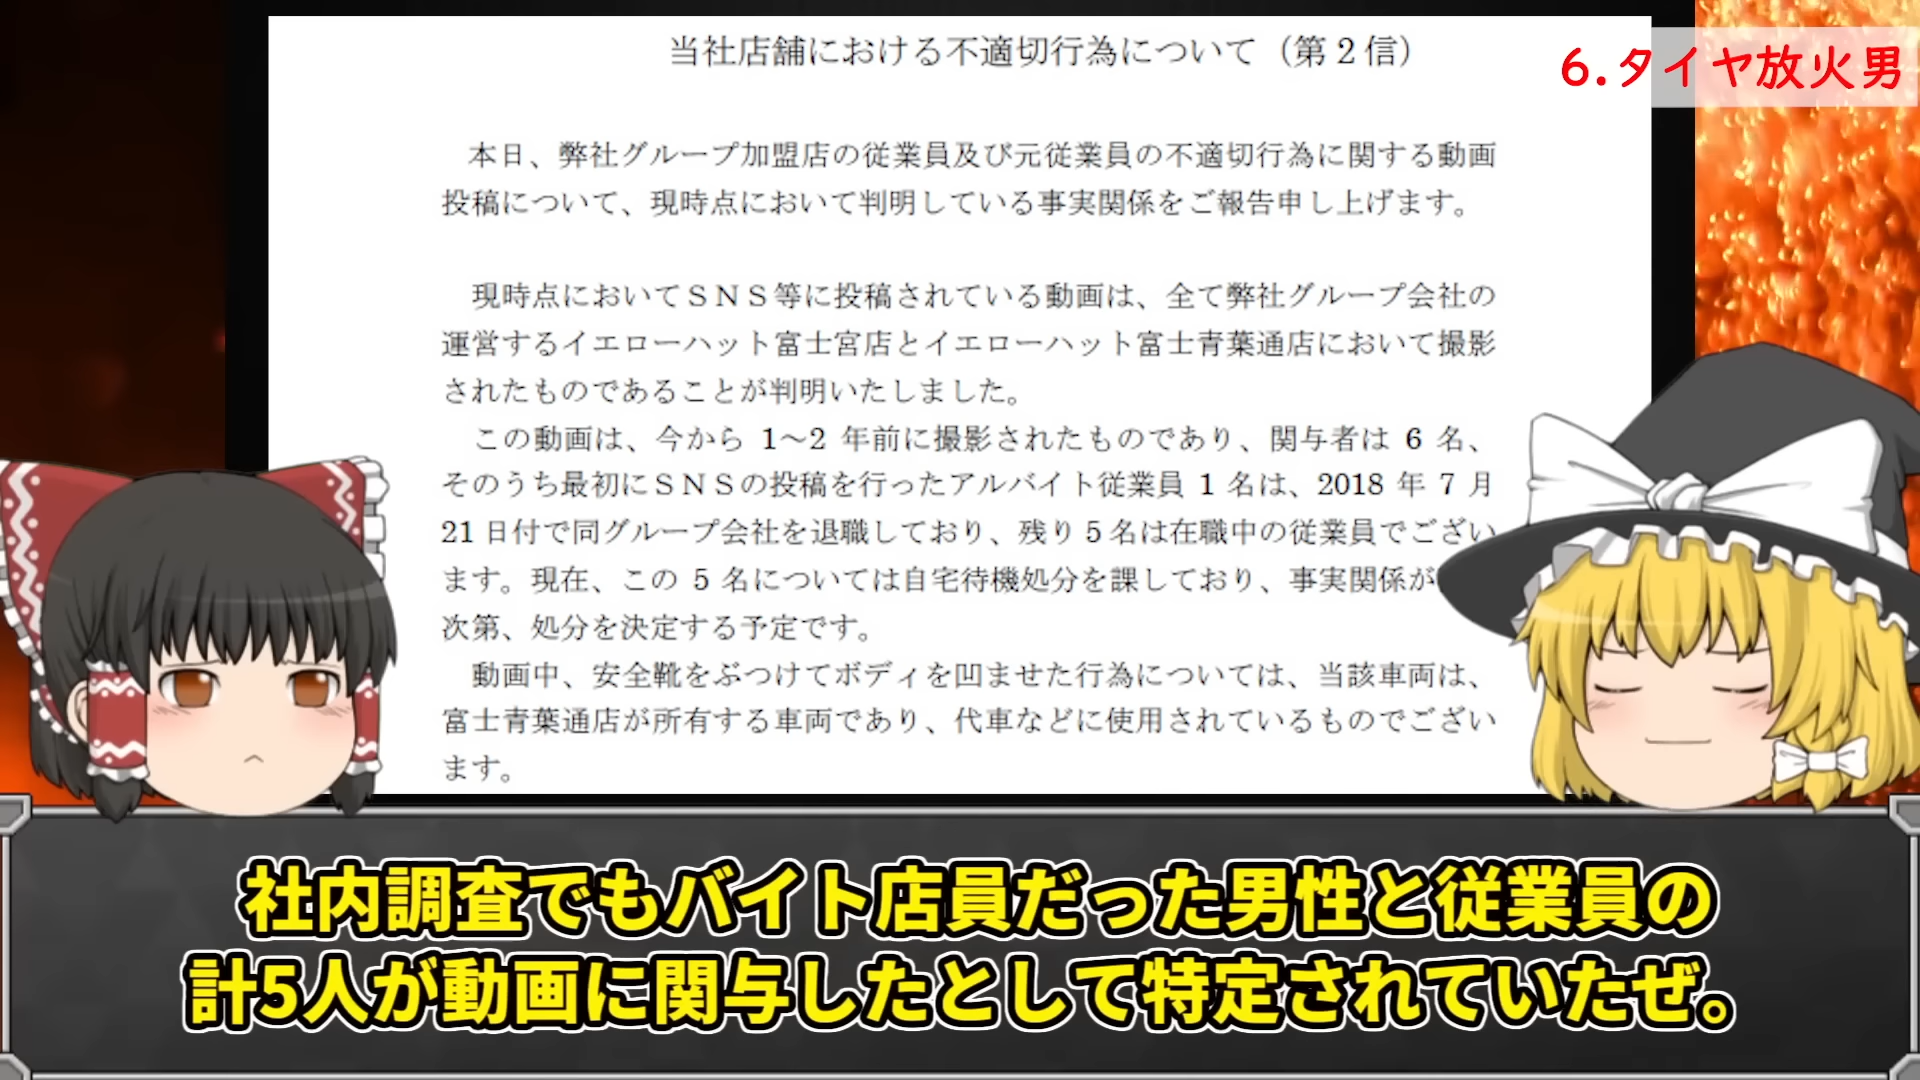 当社店舗における不適切行為について（第２信）
6.タイヤ放火男
本日、弊社グループ加盟店の従業員及び元従業員の不適切行為に関する動画
投稿について、現時点において判明している事実関係をご報告申し上げます。
現時点においてＳＮＳ等に投稿されている動画は、全て弊社グループ会社の
運営するイエローハット富士宮店とイエローハット富士青葉通店において撮影
されたものであることが判明いたしました。
この動画は、今から 1～2 年前に撮影されたものであり、関与者は 6 名、
そのうち最初にＳＮＳの投稿を行ったアルバイト従業員 1 名は、2018 年 7 月
21 日付で同グループ会社を退職しており、残り 5 名は在職中の従業員でござい
ます。現在、この 5 名については自宅待機処分を課しており、事実関係が
次第、処分を決定する予定です。
動画中、安全靴をぶつけてボディを凹ませた行為については、当該車両は、
富士青葉通店が所有する車両であり、代車などに使用されているものでござい
ます。
社内調査でもバイト店員だった男性と従業員の
計5人が動画に関与したとして特定されていたぜ。